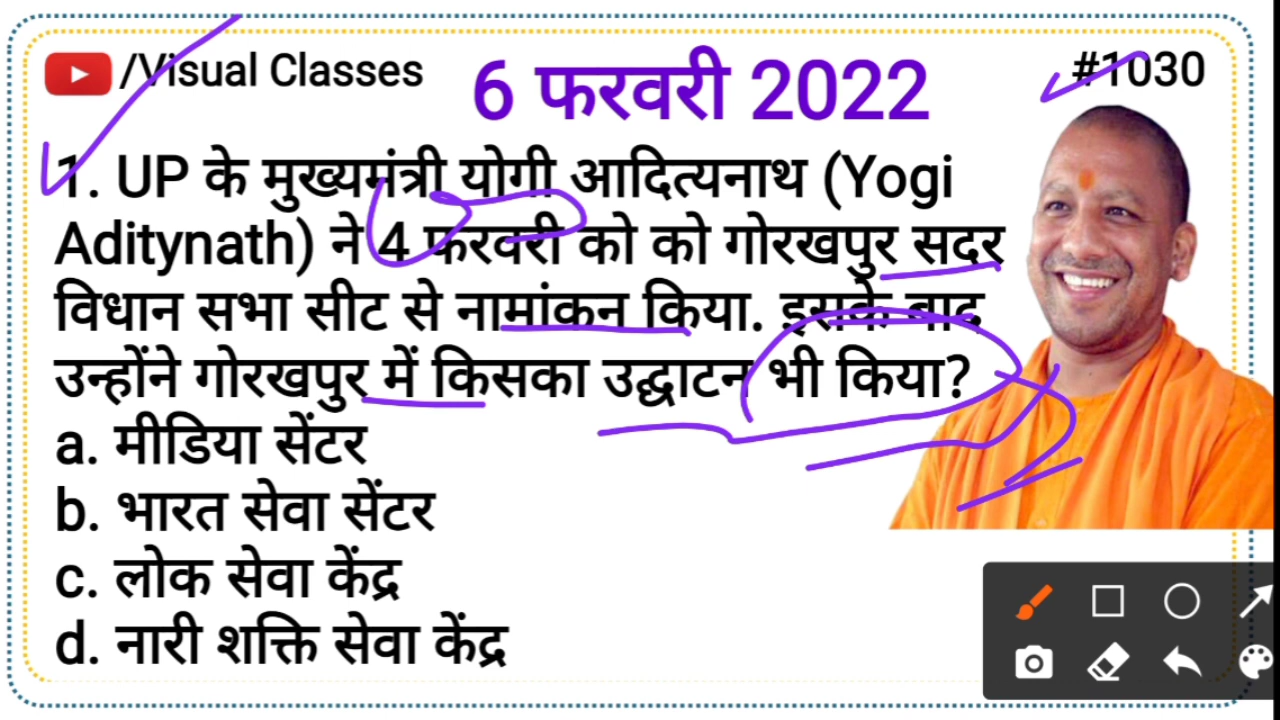 /Visual Classes
6 फरवरी 2022
#1030
1. UP के मुख्यमंत्री योगी आदित्यनाथ (Yogi
Aditynath) ने 4 फरवरी को को गोरखपुर सदर
विधान सभा सीट से नामांकन किया. इसके बाद
उन्होंने गोरखपुर में किसका उद्घाटन भी किया?
a. मीडिया सेंटर
b. भारत सेवा सेंटर
c. लोक सेवा केंद्र
d. नारी शक्ति सेवा केंद्र